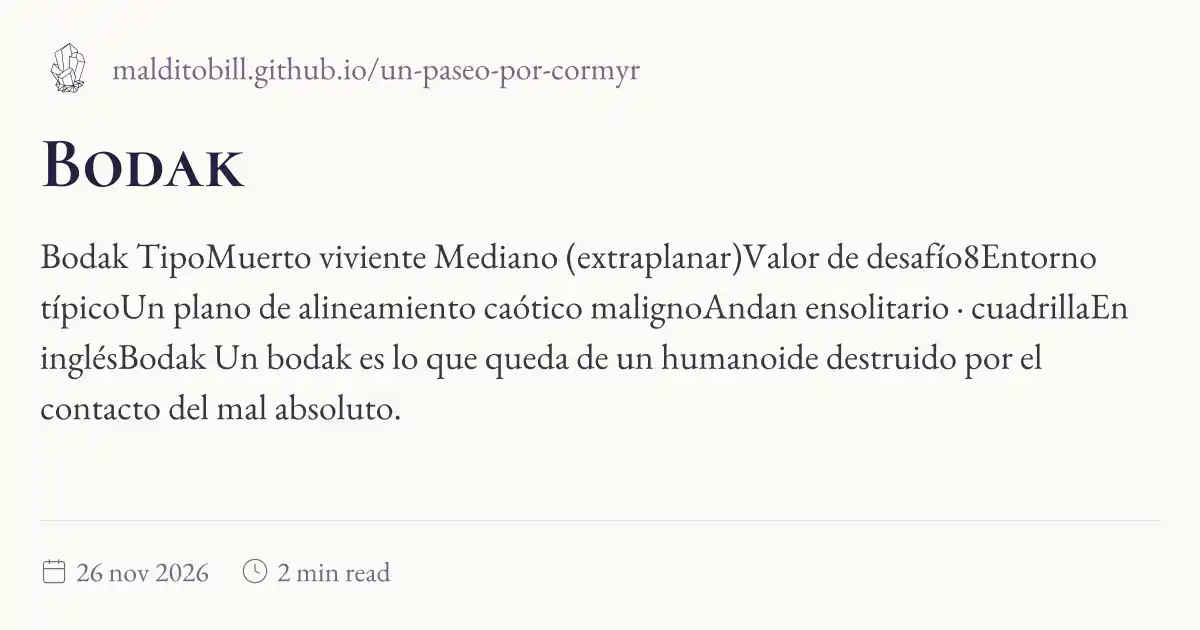 malditobill.github.io/un-paseo-por-cormyr
Bodak
Bodak TipoMuerto viviente Mediano (extraplanar)Valor de desafío8Entorno
típicoUn plano de alineamiento caótico malignoAndan ensolitario · cuadrillaEn
inglésBodak Un bodak es lo que queda de un humanoide destruido por el
contacto del mal absoluto.
26 nov 2026
2 min read